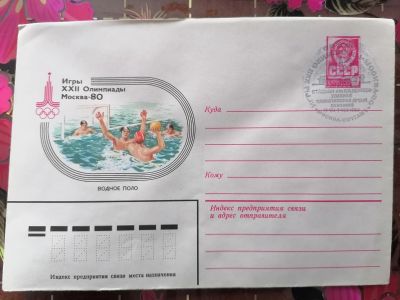 Игры
XXII Олимпиады
Москва-80
ВОДНОЕ ПОЛО
СССР
Куда
Кому
Индекс предприятия связи
и адрес отправителя
Индекс предприятия связи места назначения